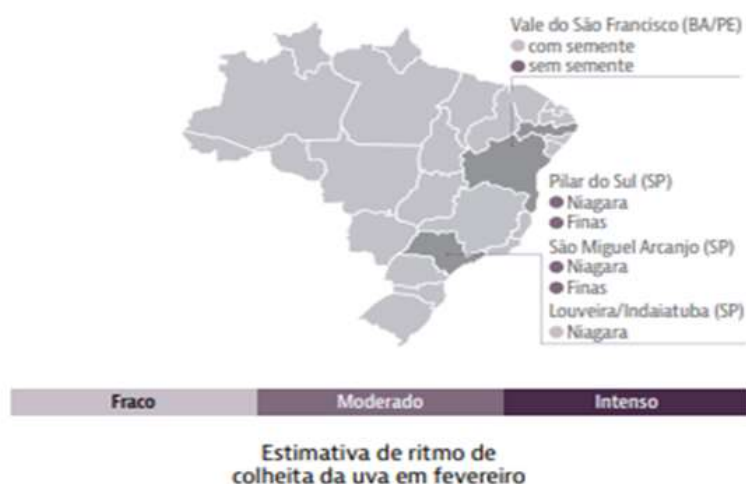 Vale do São Francisco (BA/PE)
com semente
sem semente
Pilar do Sul (SP)
Niagara
Finas
São Miguel Arcanjo (SP)
Niagara
Finas
Louveira/Indaiatuba (SP)
Niagara
Fraco Moderado Intenso
Estimativa de ritmo de
colheita da uva em fevereiro